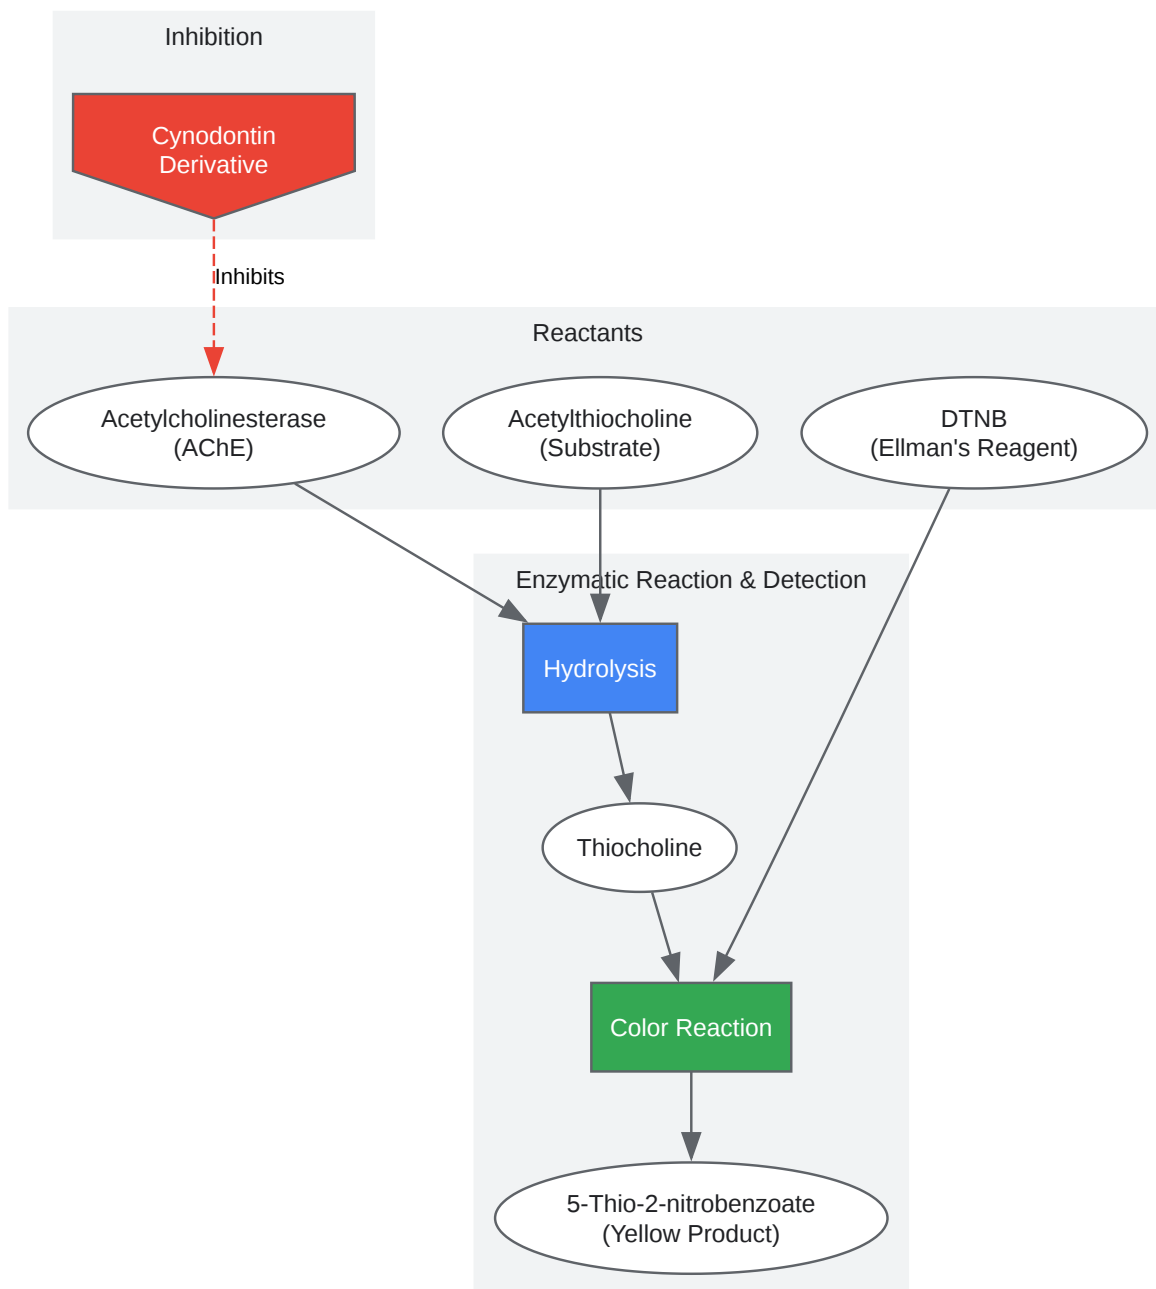 Inhibition
Cynodontin
Derivative
Inhibits
Reactants
Acetylcholinesterase
(AChE)
Acetylthiocholine
(Substrate)
DTNB
(Ellman's Reagent)
Enzymatic Reaction & Detection
Hydrolysis
Thiocholine
Color Reaction
5-Thio-2-nitrobenzoate
(Yellow Product)